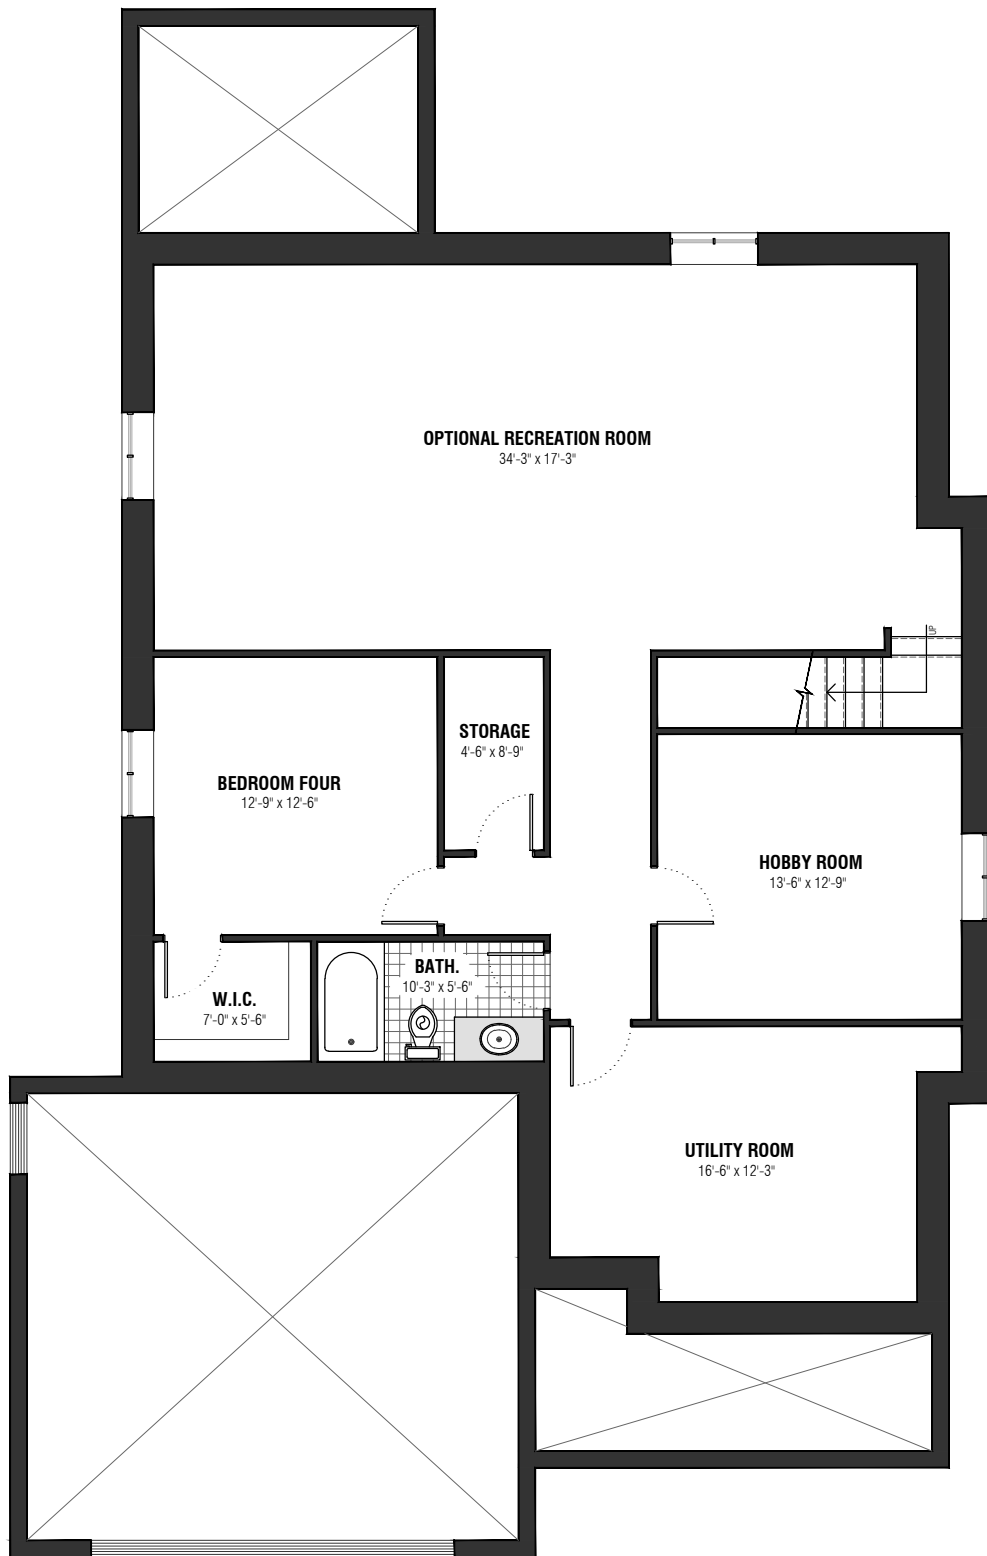 OPTIONAL RECREATION ROOM
34'-3" x 17'-3"
UP
STORAGE
4'-6" x 8'-9"
BEDROOM FOUR
12'-9" x 12'-6"
HOBBY ROOM
13'-6" x 12'-9"
BATH.
10'-3" x 5'-6"
W.I.C.
7'-0" x 5'-6"
UTILITY ROOM
16'-6" x 12'-3"